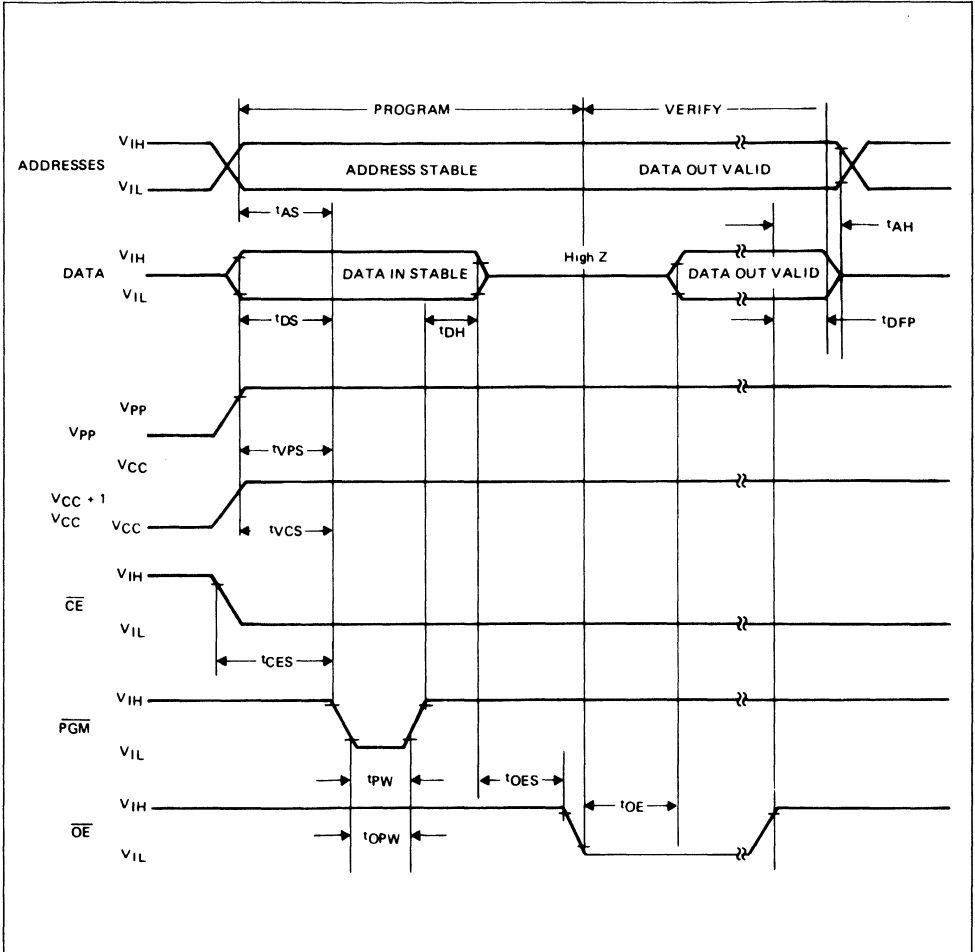 PROGRAM VERIFY
ADDRESSES VIH VIL
ADDRESS STABLE DATA OUT VALID
tAS tAH
DATA VIH VIL
DATA IN STABLE High Z DATA OUT VALID
tDS tDH tDFP
VPP VPP
tVPS
VCC
VCC + 1
VCC VCC
tVCS
CE VIH VIL
tCES
PGM VIH VIL
tPW tOES
OE VIH VIL
tOE
tOPW